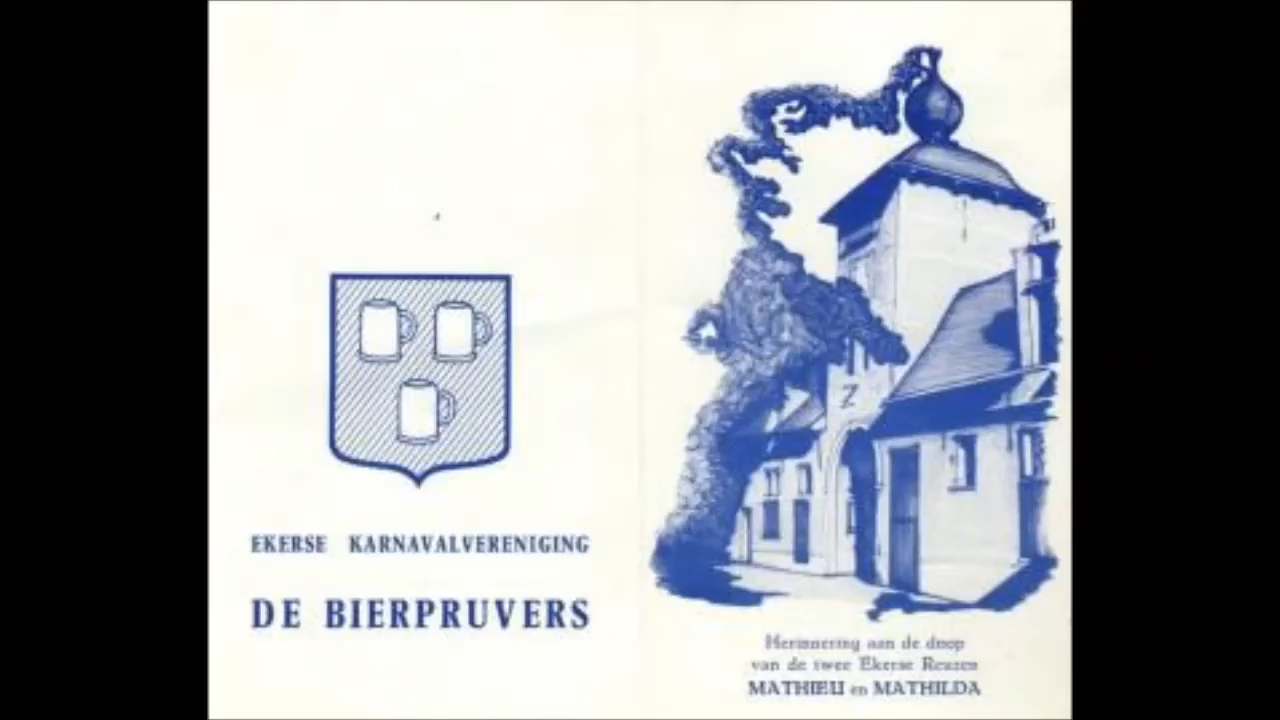 EKERSE KARNAVALVERENIGING
DE BIERPRUVERS
Herinnering aan de doop
van de twee Ekerse Reuzen
MATHIEU en MATHILDA